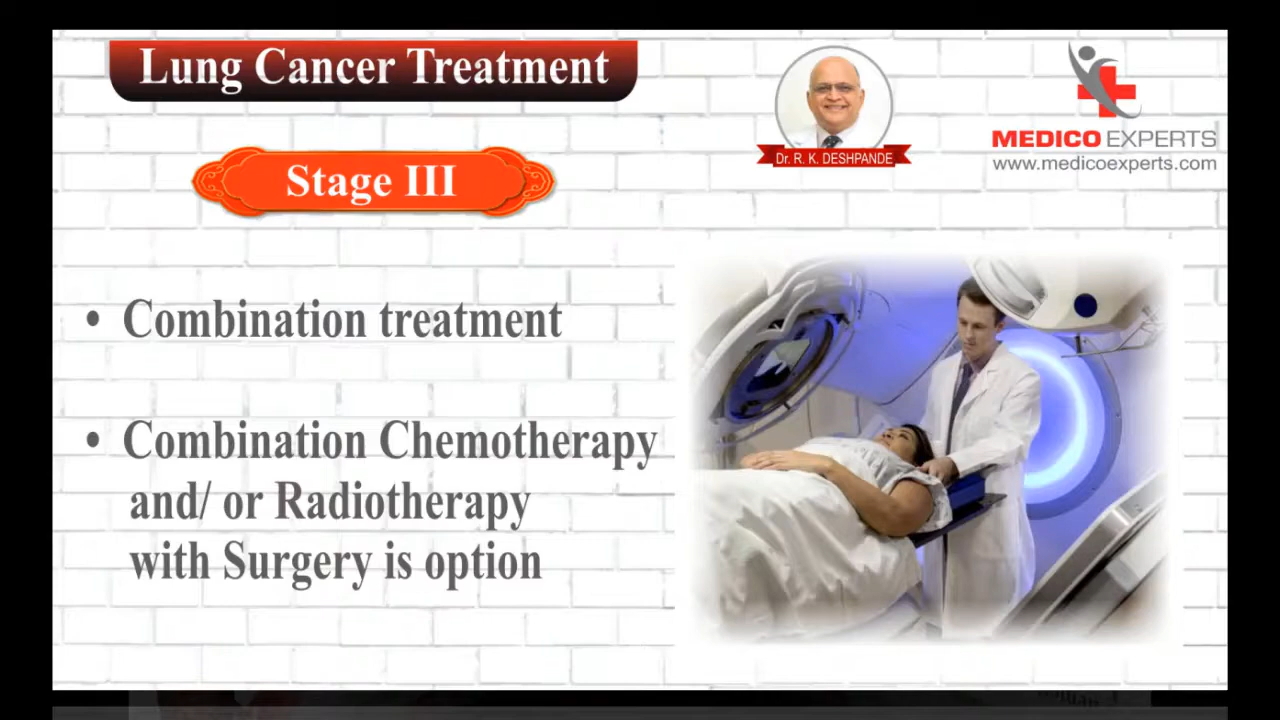 Lung Cancer Treatment
Dr. R. K. DESHPANDE
MEDICO EXPERTS
www.medicoexperts.com
Stage III
• Combination treatment
• Combination Chemotherapy
and/ or Radiotherapy
with Surgery is option